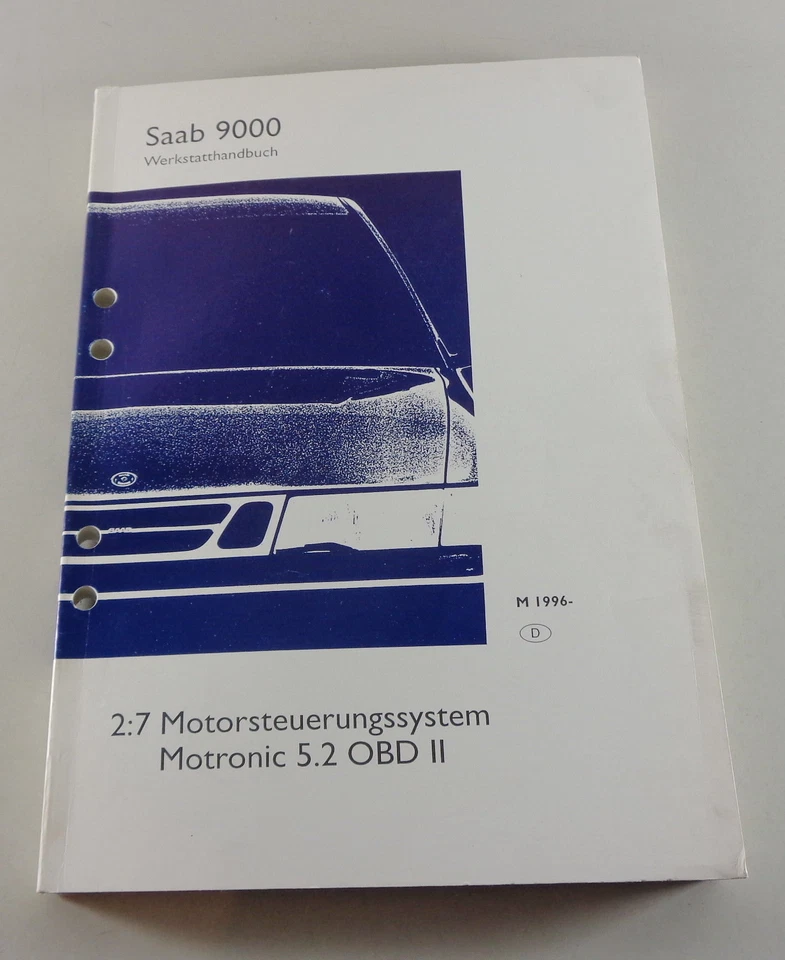 Saab 9000
Werkstatthandbuch
M 1996-
D
2:7 Motorsteuerungssystem
Motronic 5.2 OBD II